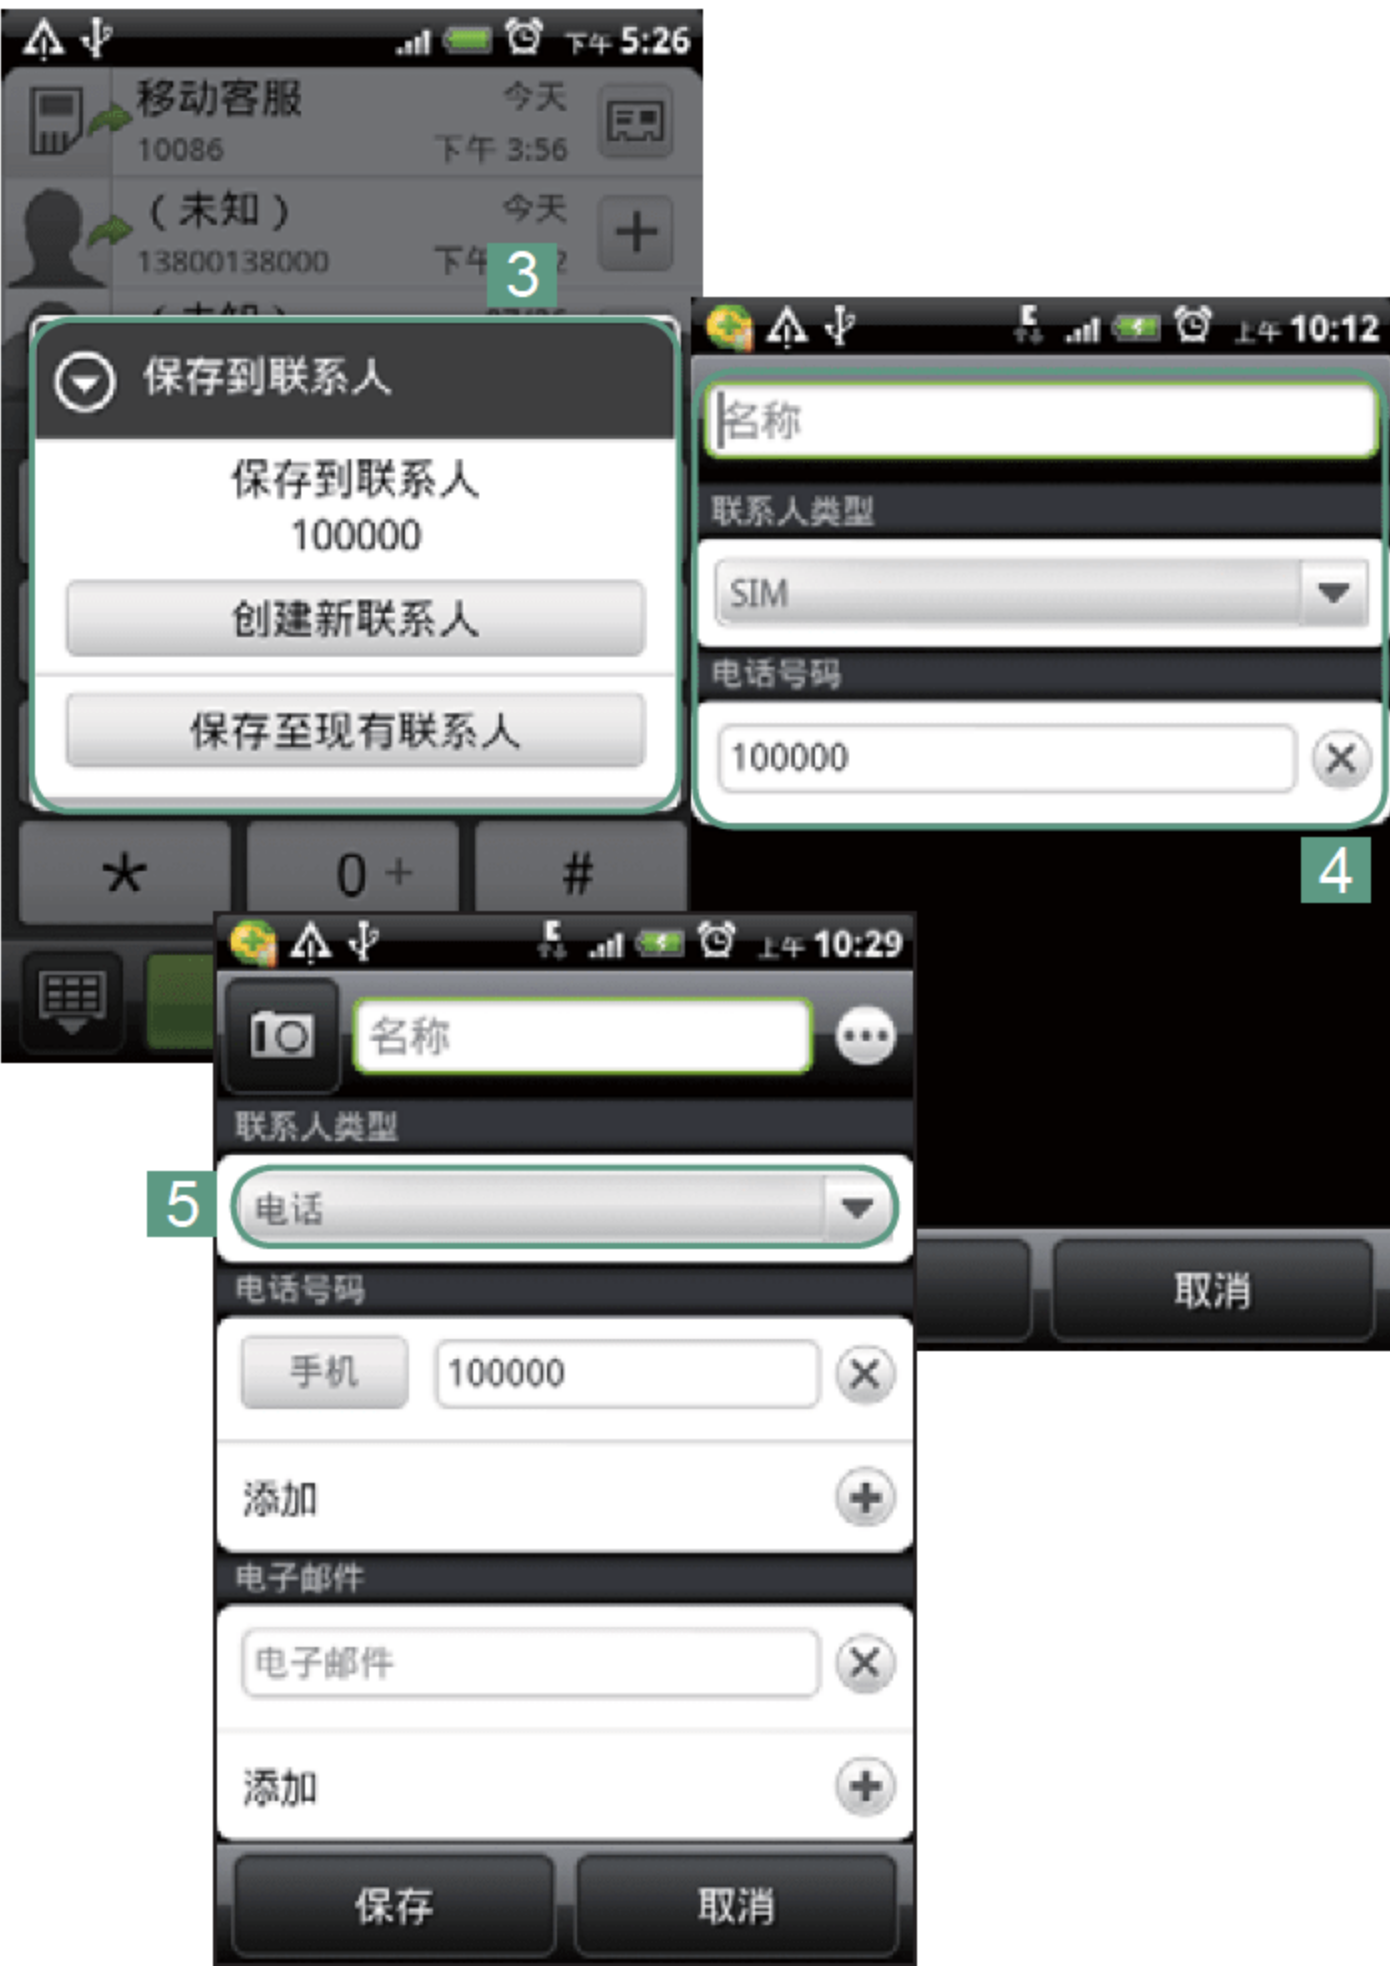 下午 5:26
移动客服
今天
10086
下午 3:56
(未知)
今天
13800138000
下午
3
保存到联系人
保存到联系人
100000
创建新联系人
保存至现有联系人
*
0 +
#
上午 10:12
名称
联系人类型
SIM
电话号码
100000
4
取消
上午 10:29
名称
联系人类型
5
电话
电话号码
手机
100000
添加
电子邮件
电子邮件
添加
保存
取消